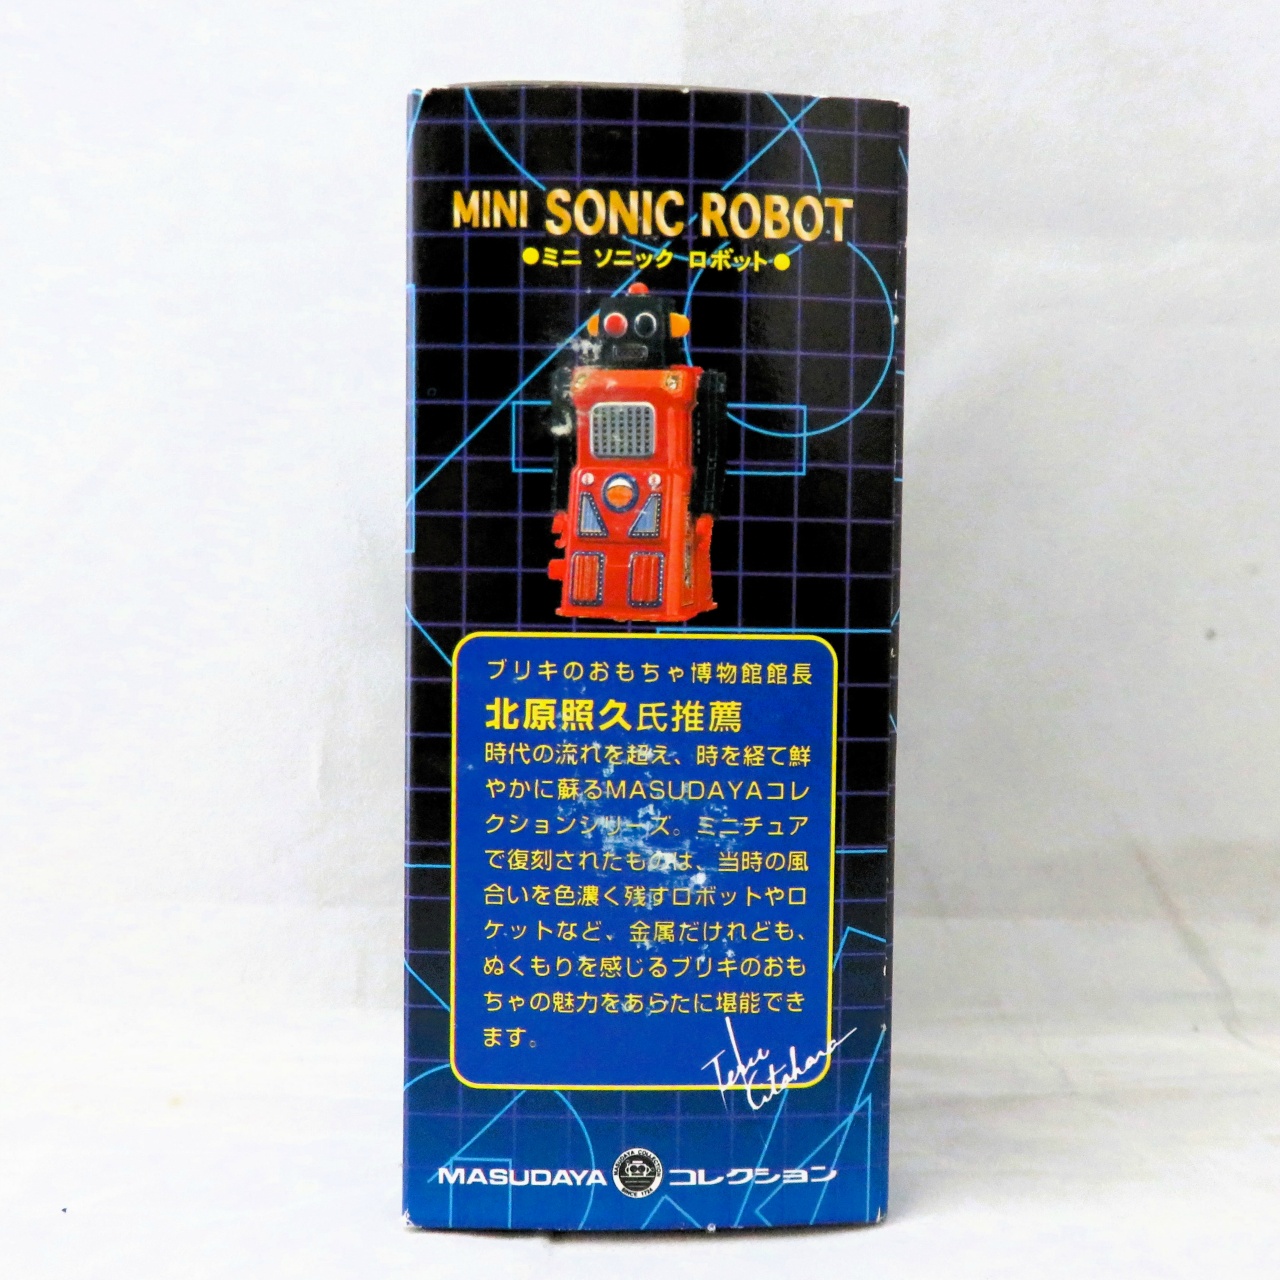 MINI SONIC ROBOT
●ミニ ソニック ロボット●
ブリキのおもちゃ博物館館長
北原照久氏推薦
時代の流れを超え、時を経て鮮
やかに蘇るMASUDAYAコレ
クションシリーズ。ミニチュア
で復刻されたものは、当時の風
合いを色濃く残すロボットやロ
ケットなど、金属だけれども、
ぬくもりを感じるブリキのおも
ちゃの魅力をあらたに堪能でき
ます。
Teru
Kitahara
MASUDAYA コレクション
MASUDAYA COLLECTION
SINCE 1724